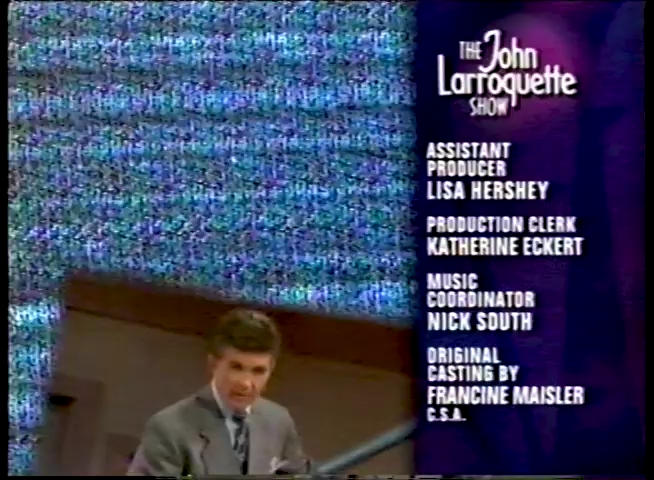 THE
John
Larroquette
SHOW
ASSISTANT
PRODUCER
LISA HERSHEY
PRODUCTION CLERK
KATHERINE ECKERT
MUSIC
COORDINATOR
NICK SOUTH
ORIGINAL
CASTING BY
FRANCINE MAISLER
C.S.A.